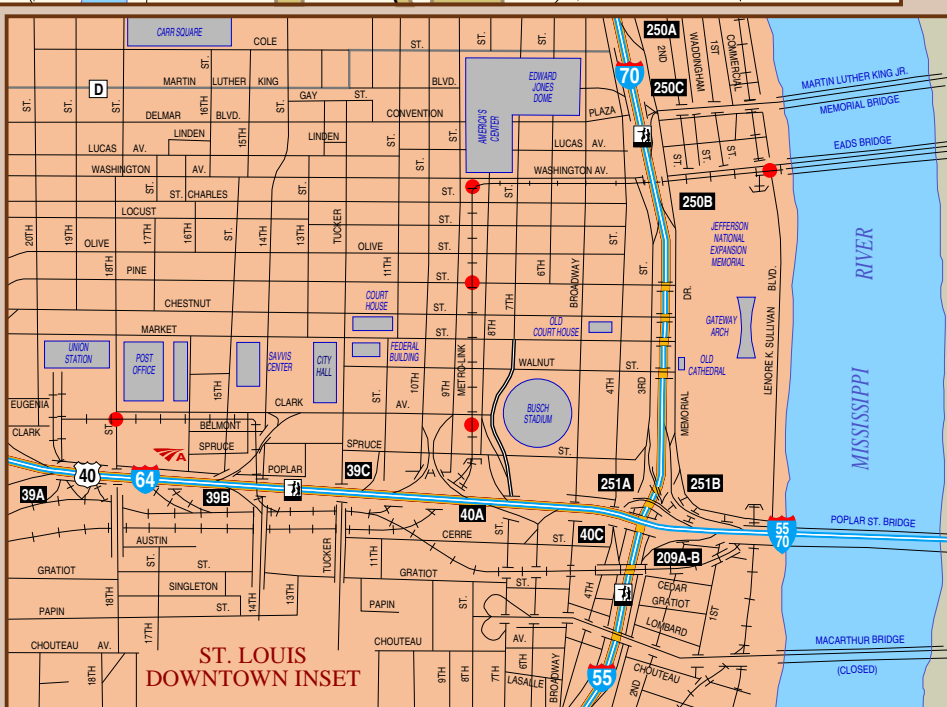 CARR SQUARE
COLE
ST.
ST.
ST.
250A
2ND
WADDINGHAM
1ST
COMMERCIAL
70
D
ST.
ST.
ST.
MARTIN LUTHER KING
BLVD.
16TH
ST.
GAY ST.
EDWARD
JONES
DOME
250C
MARTIN LUTHER KING JR.
MEMORIAL BRIDGE
DELMAR BLVD.
CONVENTION
PLAZA
AMERICA'S
CENTER
LINDEN
15TH
LINDEN
ST.
ST.
ST.
LUCAS AV.
LUCAS AV.
ST.
ST.
ST.
EADS BRIDGE
WASHINGTON AV.
WASHINGTON AV.
ST.
ST. CHARLES
ST.
ST.
ST.
250B
LOCUST
ST.
JEFFERSON
NATIONAL
EXPANSION
MEMORIAL
20TH
19TH
OLIVE
17TH
16TH
ST.
14TH
13TH
TUCKER
OLIVE
ST.
ST.
RIVER
18TH
PINE
11TH
ST.
6TH
BROADWAY
ST.
DR.
BLVD.
CHESTNUT
COURT
HOUSE
ST.
7TH
MARKET
ST.
8TH
OLD
COURT HOUSE
GATEWAY
ARCH
LENORE K. SULLIVAN
UNION
STATION
POST
OFFICE
SAVVIS
CENTER
CITY
HALL
FEDERAL
BUILDING
METRO-LINK
WALNUT
ST.
OLD
CATHEDRAL
15TH
ST.
10TH
9TH
4TH
3RD
MEMORIAL
MISSISSIPPI
EUGENIA
CLARK
AV.
BUSCH
STADIUM
CLARK
ST.
BELMONT
SPRUCE
SPRUCE
ST.
A
POPLAR
39C
251A
251B
40
64
39A
39B
40A
40C
55
70
POPLAR ST. BRIDGE
AUSTIN
ST.
TUCKER
CERRE
ST.
ST.
209A-B
GRATIOT
ST.
11TH
GRATIOT
ST.
4TH
CEDAR
SINGLETON
GRATIOT
18TH
14TH
13TH
ST.
1ST
PAPIN
ST.
PAPIN
LOMBARD
17TH
CHOUTEAU AV.
CHOUTEAU
AV.
MACARTHUR BRIDGE
(CLOSED)
18TH
ST. LOUIS
DOWNTOWN INSET
9TH
8TH
7TH
6TH
LASALLE
BROADWAY
55
2ND
CHOUTEAU